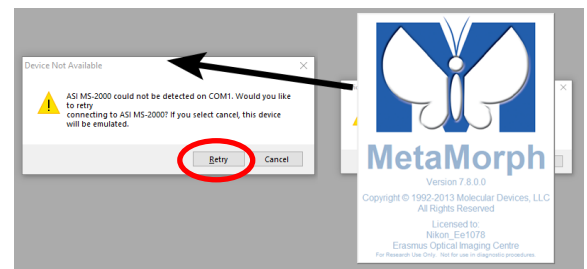 Device Not Available
ASI MS-2000 could not be detected on COM1. Would you like
to retry
connecting to ASI MS-2000? If you select cancel, this device
will be emulated.
Retry
Cancel
MetaMorph
Version 7.8.0.0
Copyright © 1992-2013 Molecular Devices, LLC
All Rights Reserved
Licensed to:
Nikon_Ee1078
Erasmus Optical Imaging Centre
For Research Use Only. Not for use in diagnostic procedures.